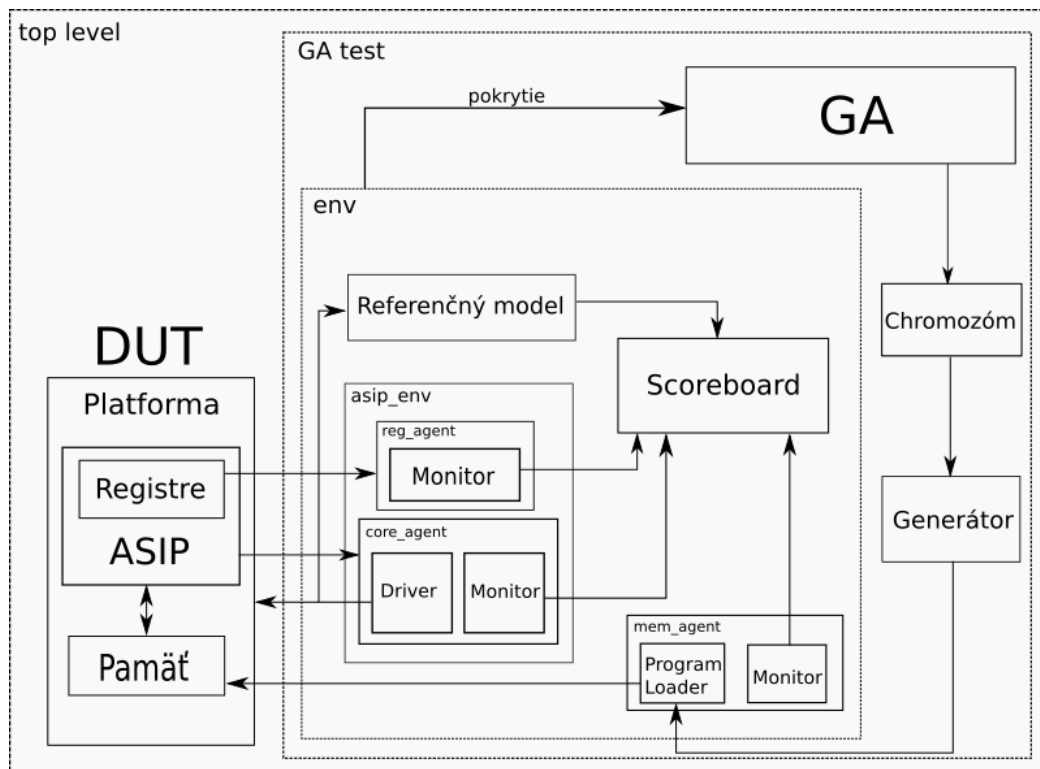 top level
GA test
pokrytie
GA
env
Referenčný model
Chromozóm
DUT
Scoreboard
Platforma
asip_env
reg_agent
Monitor
Registre
Generátor
core_agent
ASIP
Driver
Monitor
mem_agent
Program
Loader
Monitor
Pamäť